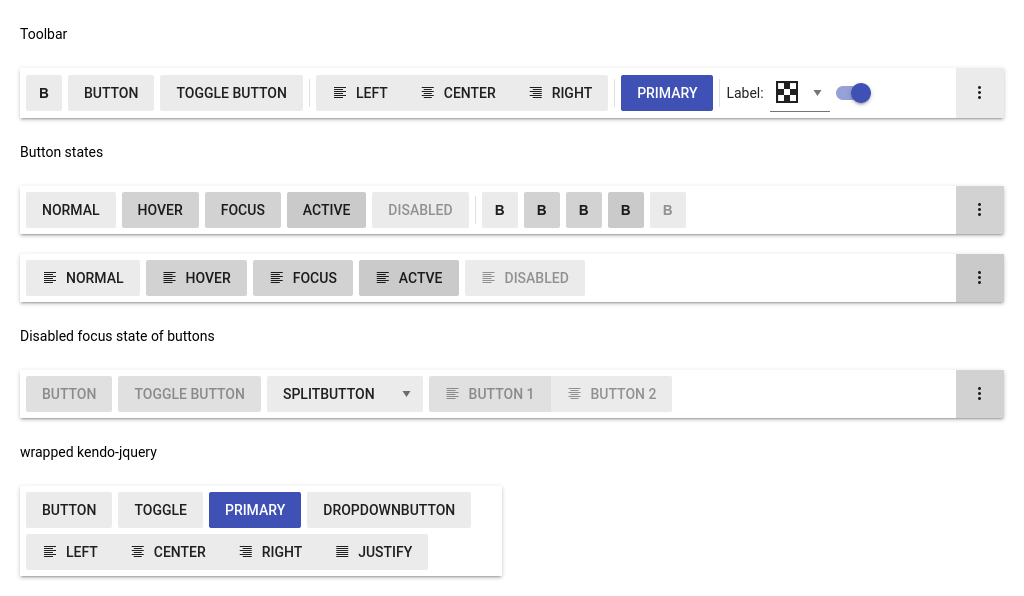 Toolbar
B BUTTON TOGGLE BUTTON LEFT CENTER RIGHT PRIMARY Label:
Button states
NORMAL HOVER FOCUS ACTIVE DISABLED B B B B B
NORMAL HOVER FOCUS ACTVE DISABLED
Disabled focus state of buttons
BUTTON TOGGLE BUTTON SPLITBUTTON BUTTON 1 BUTTON 2
wrapped kendo-jquery
BUTTON TOGGLE PRIMARY DROPDOWNBUTTON
LEFT CENTER RIGHT JUSTIFY